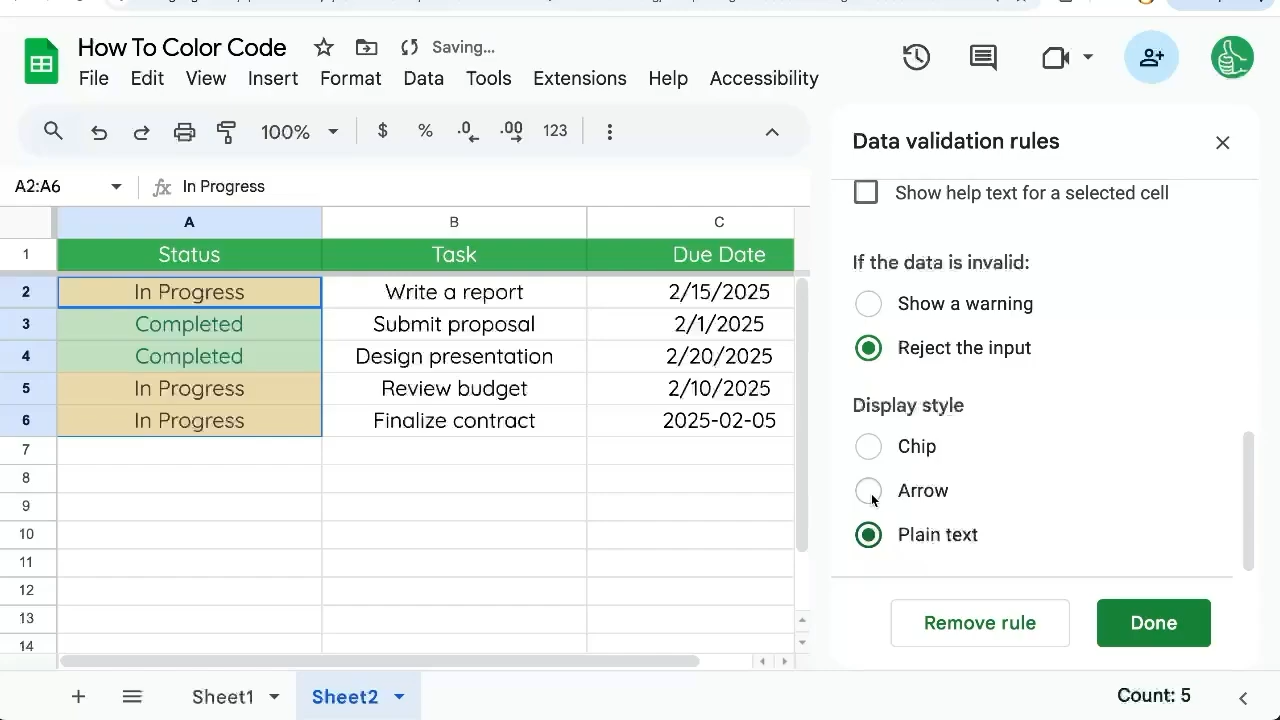 How To Color Code Saving...
File Edit View Insert Format Data Tools Extensions Help Accessibility
100% $ % .0 .00 123
A2:A6 fx In Progress
A B C
1 Status Task Due Date
2 In Progress Write a report 2/15/2025
3 Completed Submit proposal 2/1/2025
4 Completed Design presentation 2/20/2025
5 In Progress Review budget 2/10/2025
6 In Progress Finalize contract 2025-02-05
7
8
9
10
11
12
13
14
Data validation rules
Show help text for a selected cell
If the data is invalid:
Show a warning
Reject the input
Display style
Chip
Arrow
Plain text
Remove rule Done
Sheet1 Sheet2 Count: 5